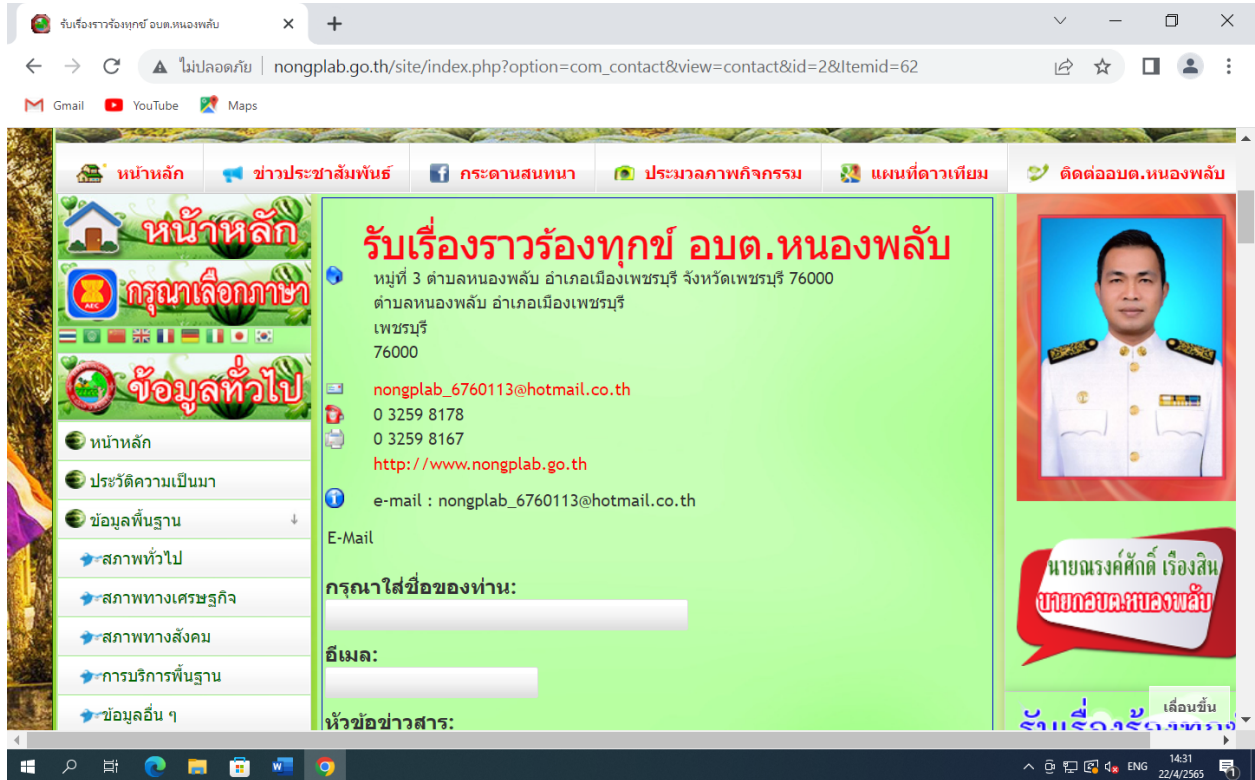 รับเรื่องราวร้องทุกข์ อบต.หนองพลับ
ไม่ปลอดภัย nongplab.go.th/site/index.php?option=com_contact&view=contact&id=2&Itemid=62
Gmail YouTube Maps
หน้าหลัก ข่าวประชาสัมพันธ์ กระดานสนทนา ประมวลภาพกิจกรรม แผนที่ดาวเทียม ติดต่ออบต.หนองพลับ
หน้าหลัก
กรุณาเลือกภาษา
AEC
ข้อมูลทั่วไป
หน้าหลัก
ประวัติความเป็นมา
ข้อมูลพื้นฐาน
สภาพทั่วไป
สภาพทางเศรษฐกิจ
สภาพทางสังคม
การบริการพื้นฐาน
ข้อมูลอื่น ๆ
รับเรื่องราวร้องทุกข์ อบต.หนองพลับ
หมู่ที่ 3 ตำบลหนองพลับ อำเภอเมืองเพชรบุรี จังหวัดเพชรบุรี 76000
ตำบลหนองพลับ อำเภอเมืองเพชรบุรี
เพชรบุรี
76000
nongplab_6760113@hotmail.co.th
0 3259 8178
0 3259 8167
http://www.nongplab.go.th
e-mail : nongplab_6760113@hotmail.co.th
E-Mail
กรุณาใส่ชื่อของท่าน:
อีเมล:
หัวข้อข่าวสาร:
นายณรงค์ศักดิ์ เรืองสิน
นายกอบต.หนองพลับ
เลื่อนขึ้น
ENG
14:31
22/4/2565
1